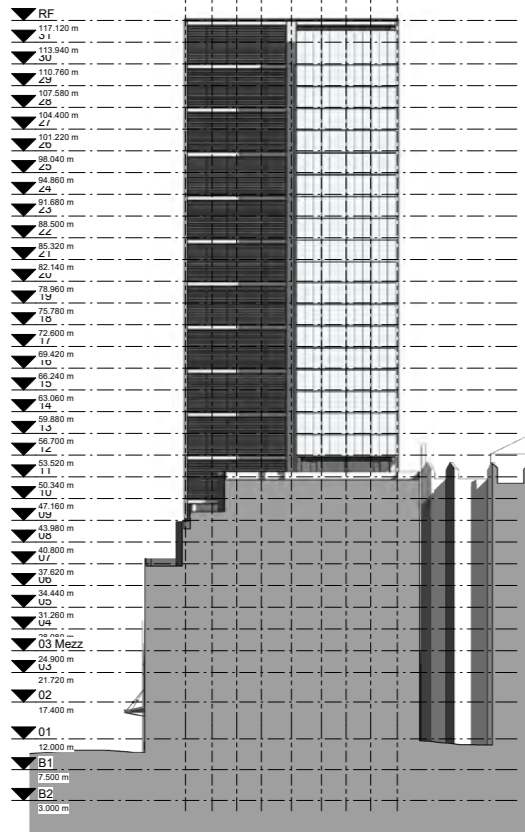 RF
117.120 m
31
113.940 m
30
110.760 m
29
107.580 m
28
104.400 m
27
101.220 m
26
98.040 m
25
94.860 m
24
91.680 m
23
88.500 m
22
85.320 m
21
82.140 m
20
78.960 m
19
75.780 m
18
72.600 m
17
69.420 m
16
66.240 m
15
63.060 m
14
59.880 m
13
56.700 m
12
53.520 m
11
50.340 m
10
47.160 m
09
43.980 m
08
40.800 m
07
37.620 m
06
34.440 m
05
31.260 m
04
28.080 m
03 Mezz
24.900 m
03
21.720 m
02
17.400 m
01
12.000 m
B1
7.500 m
B2
3.000 m